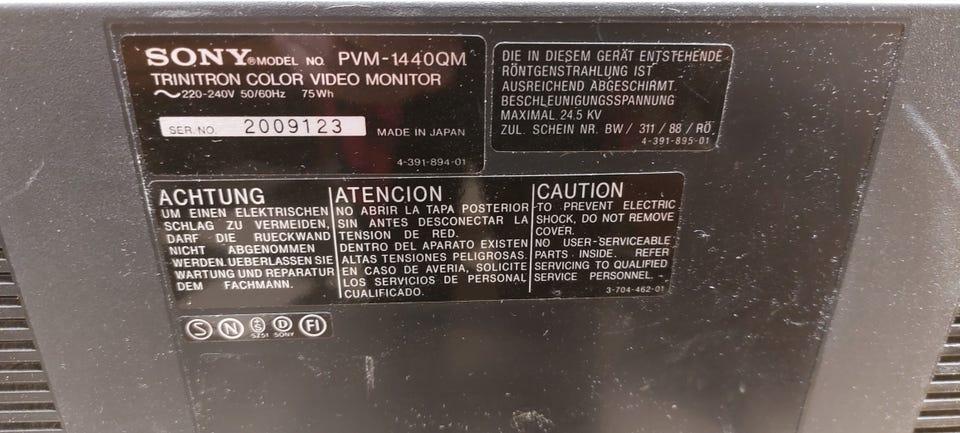 SONY® MODEL NO. PVM-1440QM
TRINITRON COLOR VIDEO MONITOR
~220-240V 50/60Hz 75Wh
SER. NO. 2009123
MADE IN JAPAN
4-391-894-01
DIE IN DIESEM GERÄT ENTSTEHENDE
RÖNTGENSTRAHLUNG IST
AUSREICHEND ABGESCHIRMT.
BESCHLEUNIGUNGSSPANNUNG
MAXIMAL 24.5 KV
ZUL. SCHEIN NR. BW/ 311 / 88 / RÖ
4-391-895-01
ACHTUNG
UM EINEN ELEKTRISCHEN
SCHLAG ZU VERMEIDEN,
DARF DIE RUECKWAND
NICHT ABGENOMMEN
WERDEN. UEBERLASSEN SIE
WARTUNG UND REPARATUR
DEM FACHMANN.
ATENCION
NO ABRIR LA TAPA POSTERIOR
SIN ANTES DESCONECTAR LA
TENSION DE RED.
DENTRO DEL APARATO EXISTEN
ALTAS TENSIONES PELIGROSAS.
EN CASO DE AVERIA, SOLICITE
LOS SERVICIOS DE PERSONAL
CUALIFICADO.
CAUTION
TO PREVENT ELECTRIC
SHOCK, DO NOT REMOVE
COVER.
NO USER-SERVICEABLE
PARTS INSIDE. REFER
SERVICING TO QUALIFIED
SERVICE PERSONNEL.
3-704-462-01
S N S D FI
SZS1 SONY